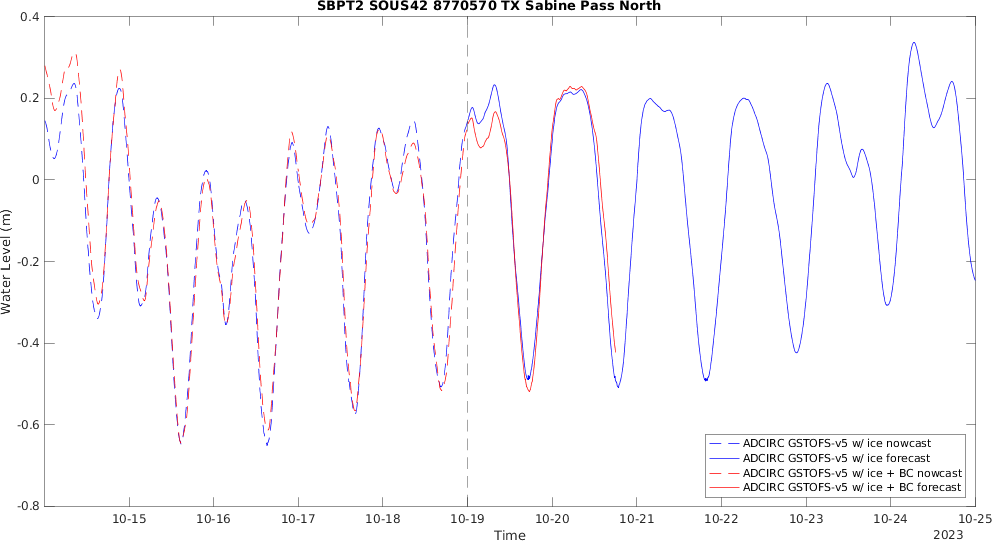 SBPT2 SOUS42 8770570 TX Sabine Pass North
0.4
0.2
0
-0.2
-0.4
-0.6
-0.8
Water Level (m)
10-15
10-16
10-17
10-18
10-19
10-20
10-21
10-22
10-23
10-24
10-25
Time
2023
ADCIRC GSTOFS-v5 w/ ice nowcast
ADCIRC GSTOFS-v5 w/ ice forecast
ADCIRC GSTOFS-v5 w/ ice + BC nowcast
ADCIRC GSTOFS-v5 w/ ice + BC forecast